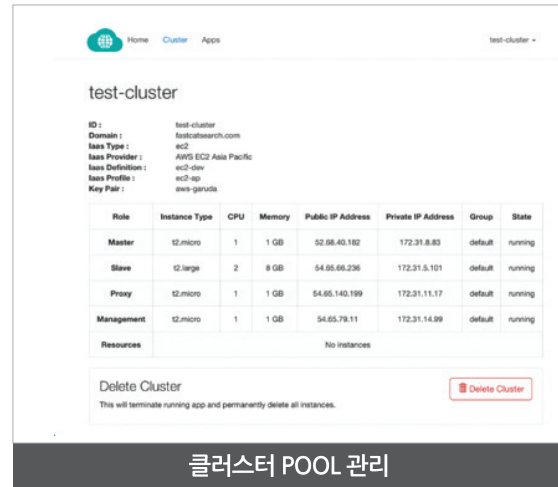 Home Cluster Apps test-cluster
test-cluster
ID : test-cluster
Domain : fastcatsearch.com
Iaas Type : ec2
Iaas Provider : AWS EC2 Asia Pacific
Iaas Definition : ec2-dev
Iaas Profile : ec2-ap
Key Pair : aws-garuda
Role Instance Type CPU Memory Public IP Address Private IP Address Group State
Master t2.micro 1 1 GB 52.68.40.182 172.31.8.83 default running
Slave t2.large 2 8 GB 54.65.66.236 172.31.5.101 default running
Proxy t2.micro 1 1 GB 54.65.140.199 172.31.11.17 default running
Management t2.micro 1 1 GB 54.65.79.11 172.31.14.99 default running
Resources No instances
Delete Cluster
Delete Cluster
This will terminate running app and permanently delete all instances.
클러스터 POOL 관리